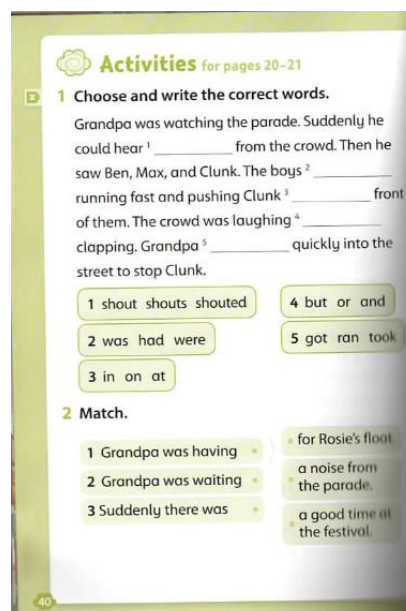 Activities for pages 20–21
1 Choose and write the correct words.
Grandpa was watching the parade. Suddenly he
could hear 1 __________ from the crowd. Then he
saw Ben, Max, and Clunk. The boys 2 __________
running fast and pushing Clunk 3 __________ front
of them. The crowd was laughing 4 __________
clapping. Grandpa 5 __________ quickly into the
street to stop Clunk.
1 shout shouts shouted
4 but or and
2 was had were
5 got ran took
3 in on at
2 Match.
1 Grandpa was having
2 Grandpa was waiting
3 Suddenly there was
for Rosie's float.
a noise from
the parade.
a good time at
the festival.
40